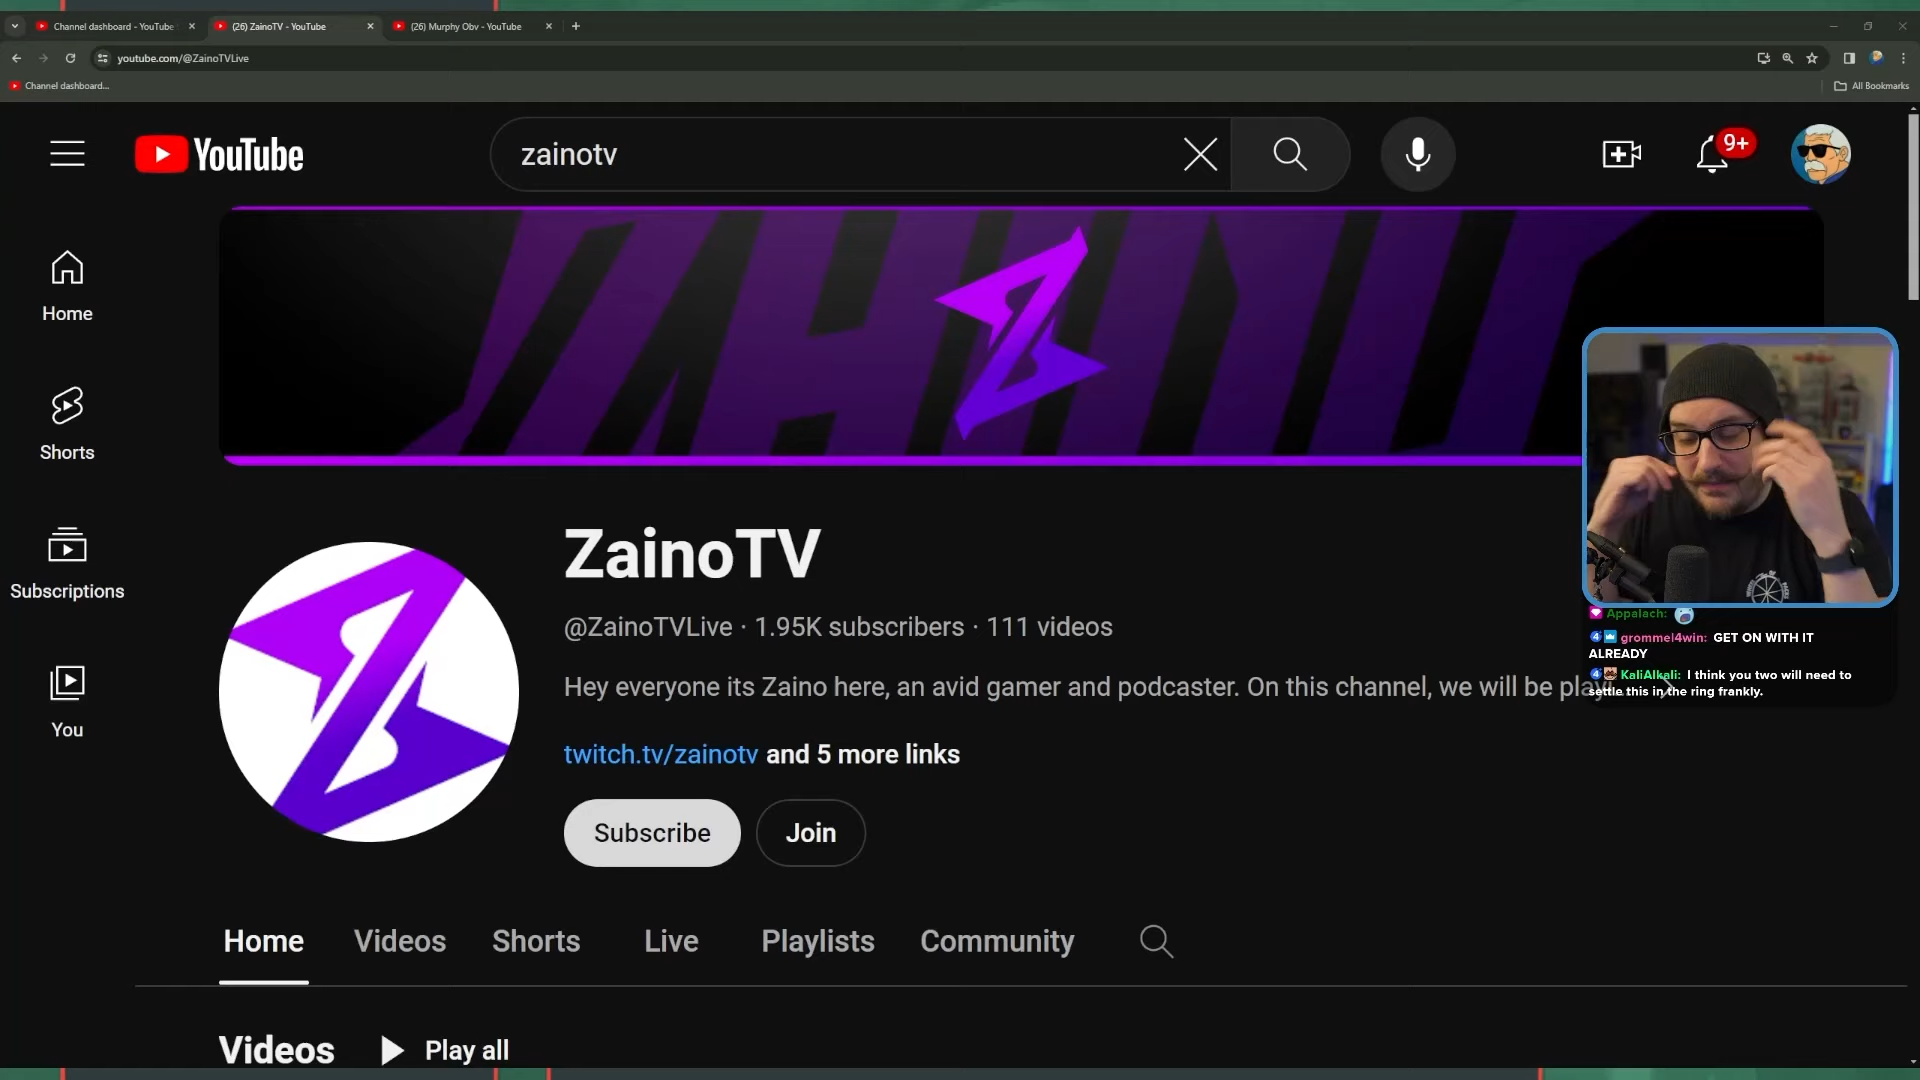 Channel dashboard - YouTube
(26) ZainoTV - YouTube
(26) Murphy Obv - YouTube
youtube.com/@ZainoTVLive
Channel dashboard...
All Bookmarks
YouTube
zainotv
9+
Home
Shorts
Subscriptions
You
ZainoTV
@ZainoTVLive · 1.95K subscribers · 111 videos
Hey everyone its Zaino here, an avid gamer and podcaster. On this channel, we will be playi
twitch.tv/zainotv and 5 more links
Subscribe
Join
Home
Videos
Shorts
Live
Playlists
Community
Videos
Play all
Appalach:
grommel4win: GET ON WITH IT
ALREADY
KaliAlkali: I think you two will need to
settle this in the ring frankly.